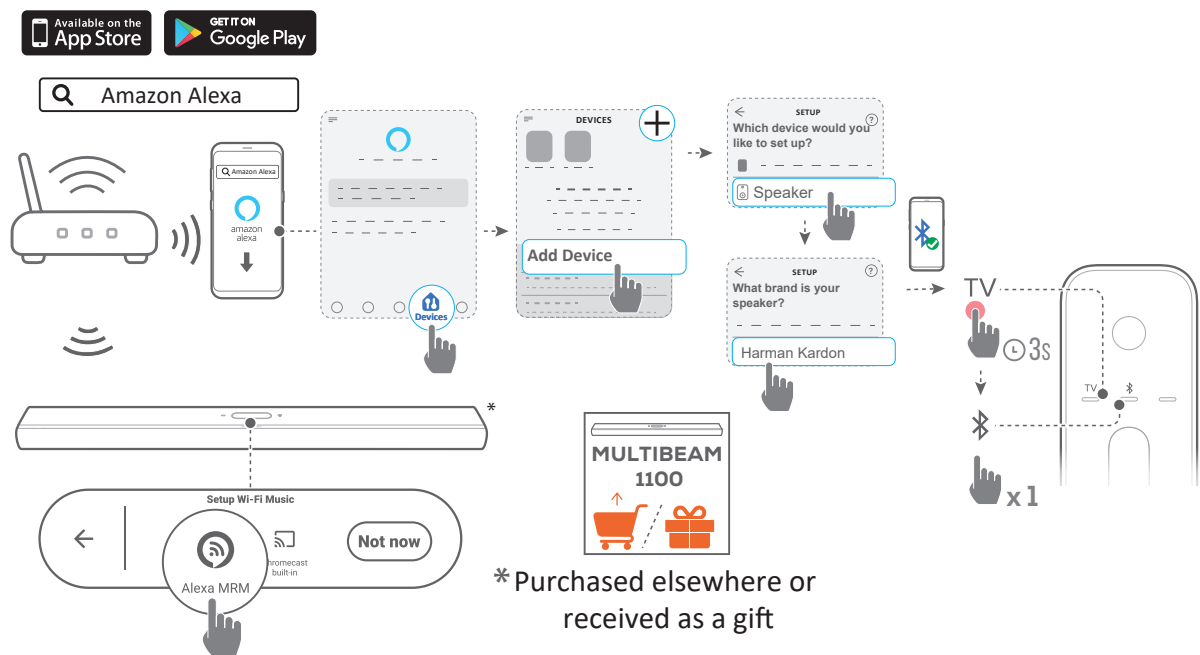 Available on the
App Store
GET IT ON
Google Play
Amazon Alexa
Amazon Alexa
amazon
alexa
Devices
DEVICES
Add Device
SETUP
?
Which device would you
like to set up?
Speaker
SETUP
?
What brand is your
speaker?
Harman Kardon
TV
3s
x1
TV
*
Setup Wi-Fi Music
Alexa MRM
hromecast
built-in
Not now
MULTIBEAM
1100
*Purchased elsewhere or
received as a gift